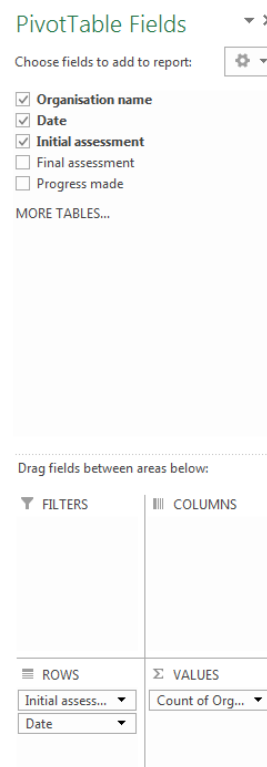 PivotTable Fields
Choose fields to add to report:
Organisation name
Date
Initial assessment
Final assessment
Progress made
MORE TABLES...
Drag fields between areas below:
FILTERS
COLUMNS
ROWS
Σ VALUES
Initial assess...
Count of Org...
Date